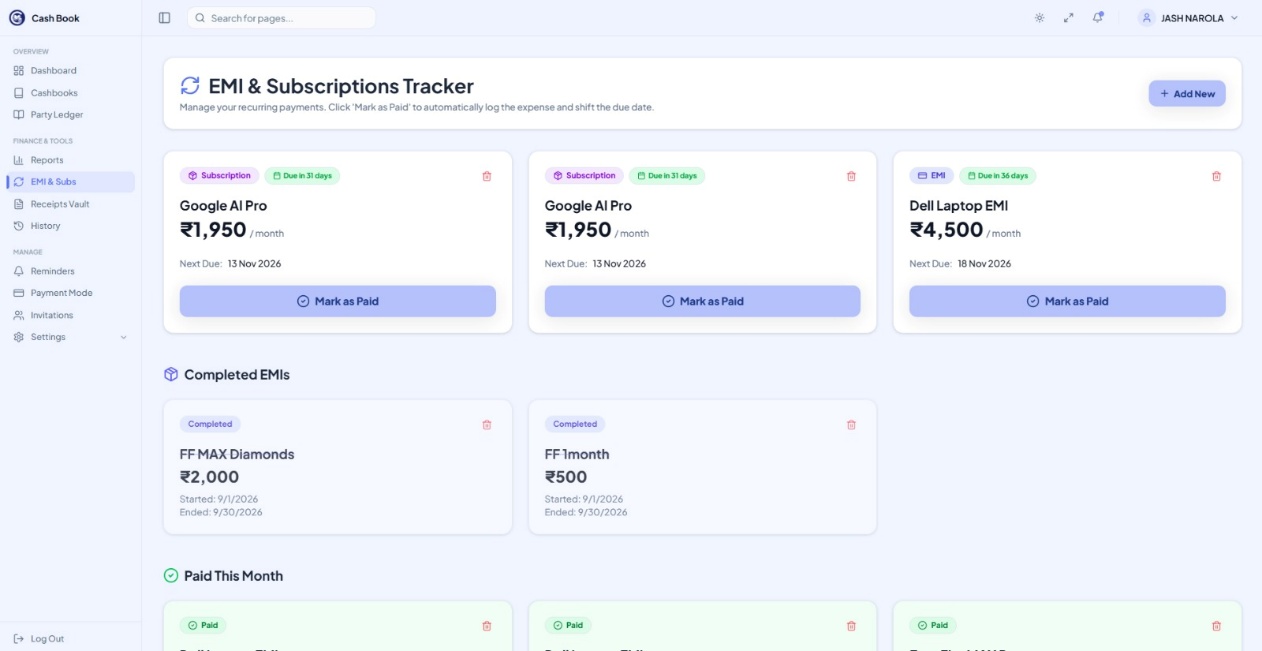 Cash Book
Search for pages...
JASH NAROLA
OVERVIEW
Dashboard
Cashbooks
Party Ledger
FINANCE & TOOLS
Reports
EMI & Subs
Receipts Vault
History
MANAGE
Reminders
Payment Mode
Invitations
Settings
Log Out
EMI & Subscriptions Tracker
Manage your recurring payments. Click 'Mark as Paid' to automatically log the expense and shift the due date.
+ Add New
Subscription Due in 31 days
Google AI Pro
₹1,950 / month
Next Due: 13 Nov 2026
Mark as Paid
Subscription Due in 31 days
Google AI Pro
₹1,950 / month
Next Due: 13 Nov 2026
Mark as Paid
EMI Due in 36 days
Dell Laptop EMI
₹4,500 / month
Next Due: 18 Nov 2026
Mark as Paid
Completed EMIs
Completed
FF MAX Diamonds
₹2,000
Started: 9/1/2026
Ended: 9/30/2026
Completed
FF 1month
₹500
Started: 9/1/2026
Ended: 9/30/2026
Paid This Month
Paid
Paid
Paid